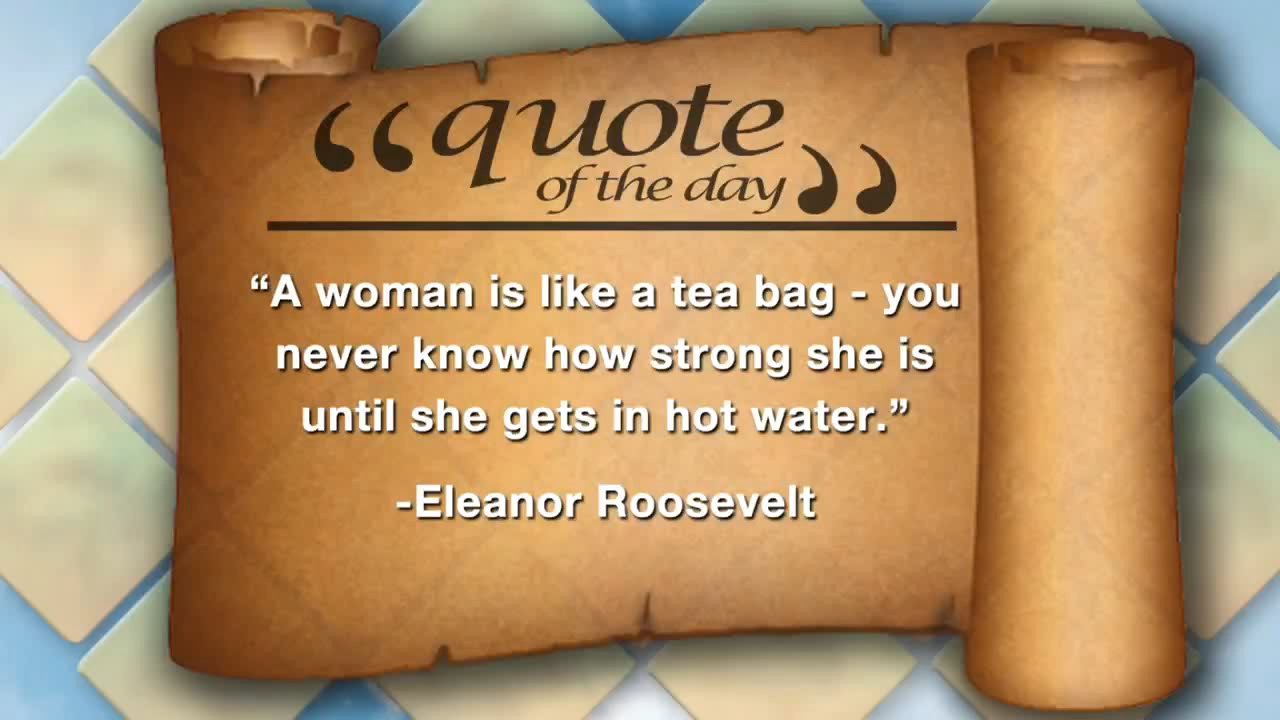 “quote
of the day”
“A woman is like a tea bag - you
never know how strong she is
until she gets in hot water.”
-Eleanor Roosevelt